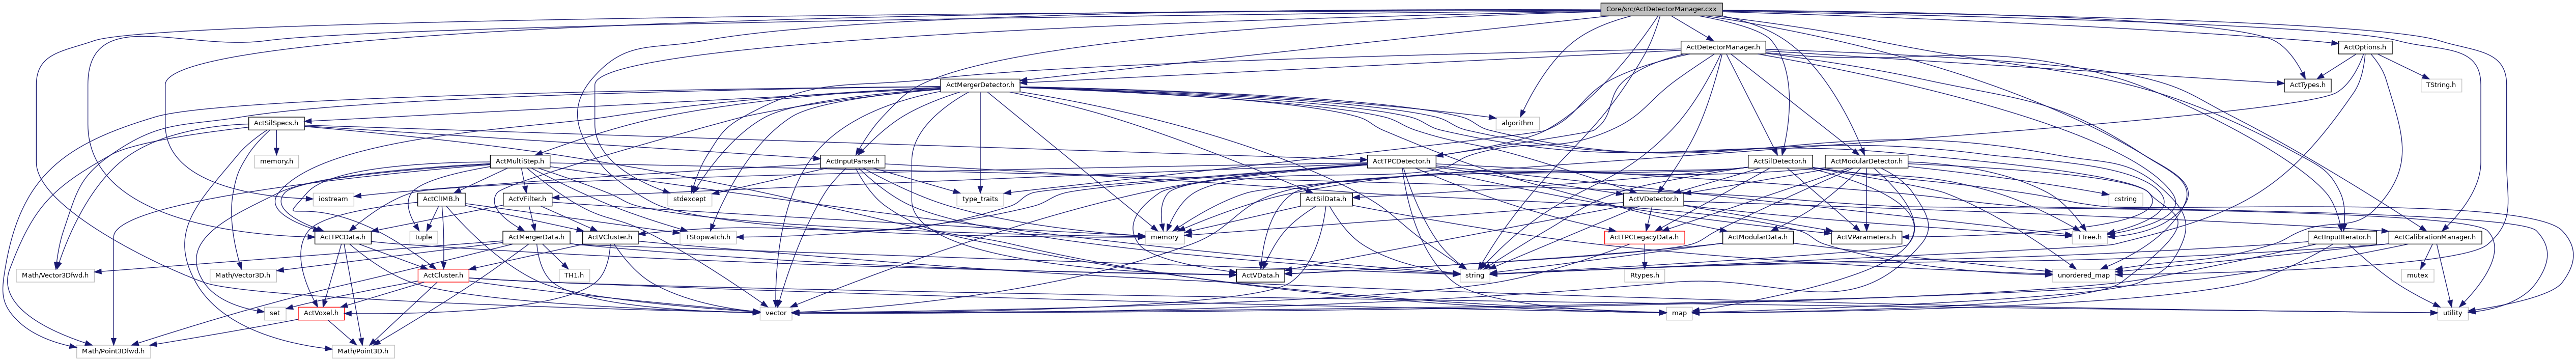 Core/src/ActDetectorManager.cxx
ActDetectorManager.h
ActOptions.h
ActMergerDetector.h
ActTypes.h
TString.h
ActSilSpecs.h
algorithm
memory.h
ActMultiStep.h
ActInputParser.h
ActTPCDetector.h
ActSilDetector.h
ActModularDetector.h
iostream
ActClIMB.h
ActVFilter.h
stdexcept
type_traits
ActSilData.h
ActVDetector.h
cstring
ActTPCData.h
tuple
ActMergerData.h
ActVCluster.h
TStopwatch.h
memory
ActTPCLegacyData.h
ActModularData.h
ActVParameters.h
TTree.h
ActInputIterator.h
ActCalibrationManager.h
Math/Vector3Dfwd.h
Math/Vector3D.h
ActCluster.h
TH1.h
ActVData.h
string
Rtypes.h
unordered_map
mutex
set
ActVoxel.h
vector
map
utility
Math/Point3Dfwd.h
Math/Point3D.h